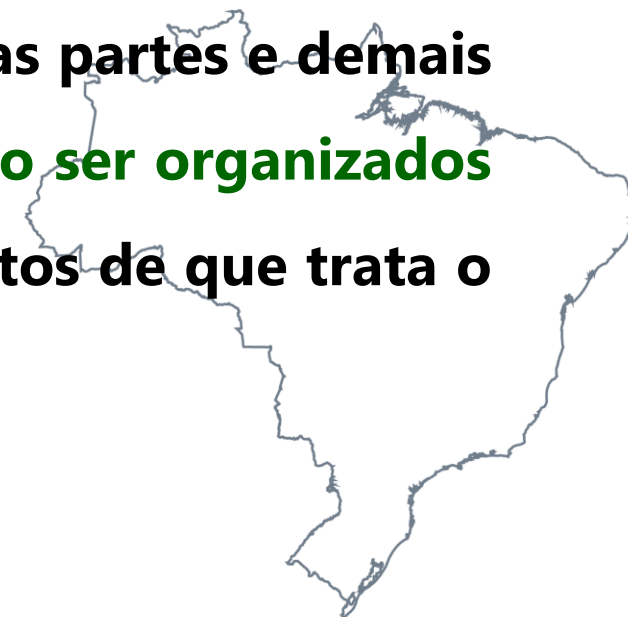 as partes e demais
o ser organizados
tos de que trata o